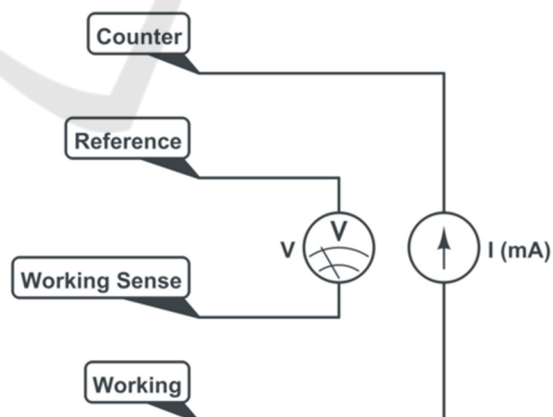 Counter
Reference
V
V
I (mA)
Working Sense
Working